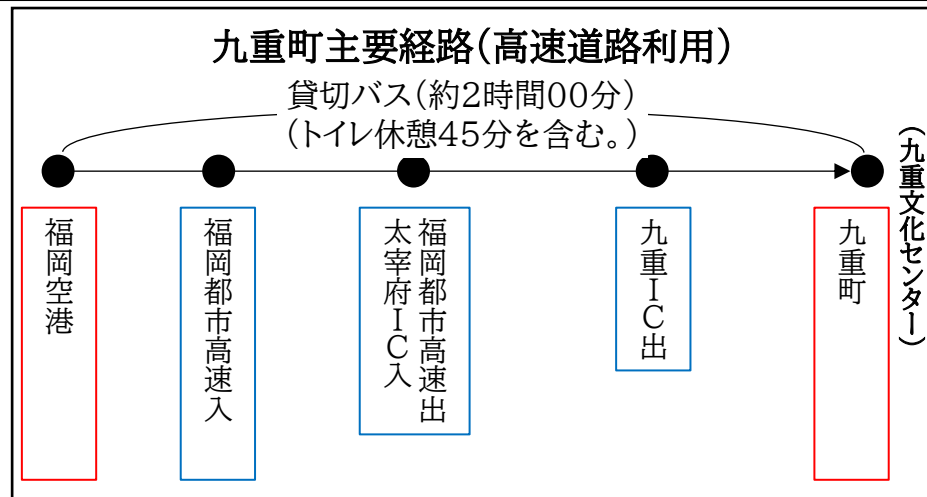 九重町主要経路（高速道路利用）
貸切バス（約2時間00分）
（トイレ休憩45分を含む。）
福岡空港
福岡都市高速入
福岡都市高速出
太宰府ＩＣ入
九重ＩＣ出
九重町
（九重文化センター）